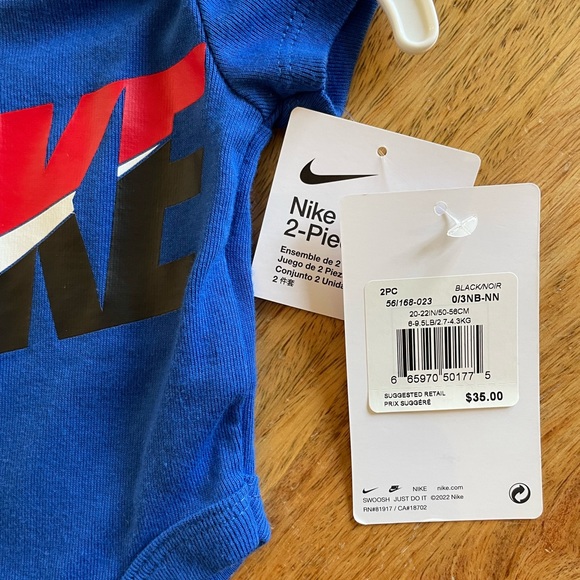 KE
KE
Nike
2-Pie
Ensemble de 2
Juego de 2 Piez
Conjunto 2 Unida
2 件套
2PC BLACK/NOIR
56I168-023 0/3NB-NN
20-22IN/50-56CM
6-9.5LB/2.7-4.3KG
6 65970 50177 5
SUGGESTED RETAIL
PRIX SUGGÉRÉ $35.00
NIKE nike.com
SWOOSH JUST DO IT ©2022 Nike
RN#81917 / CA#18702